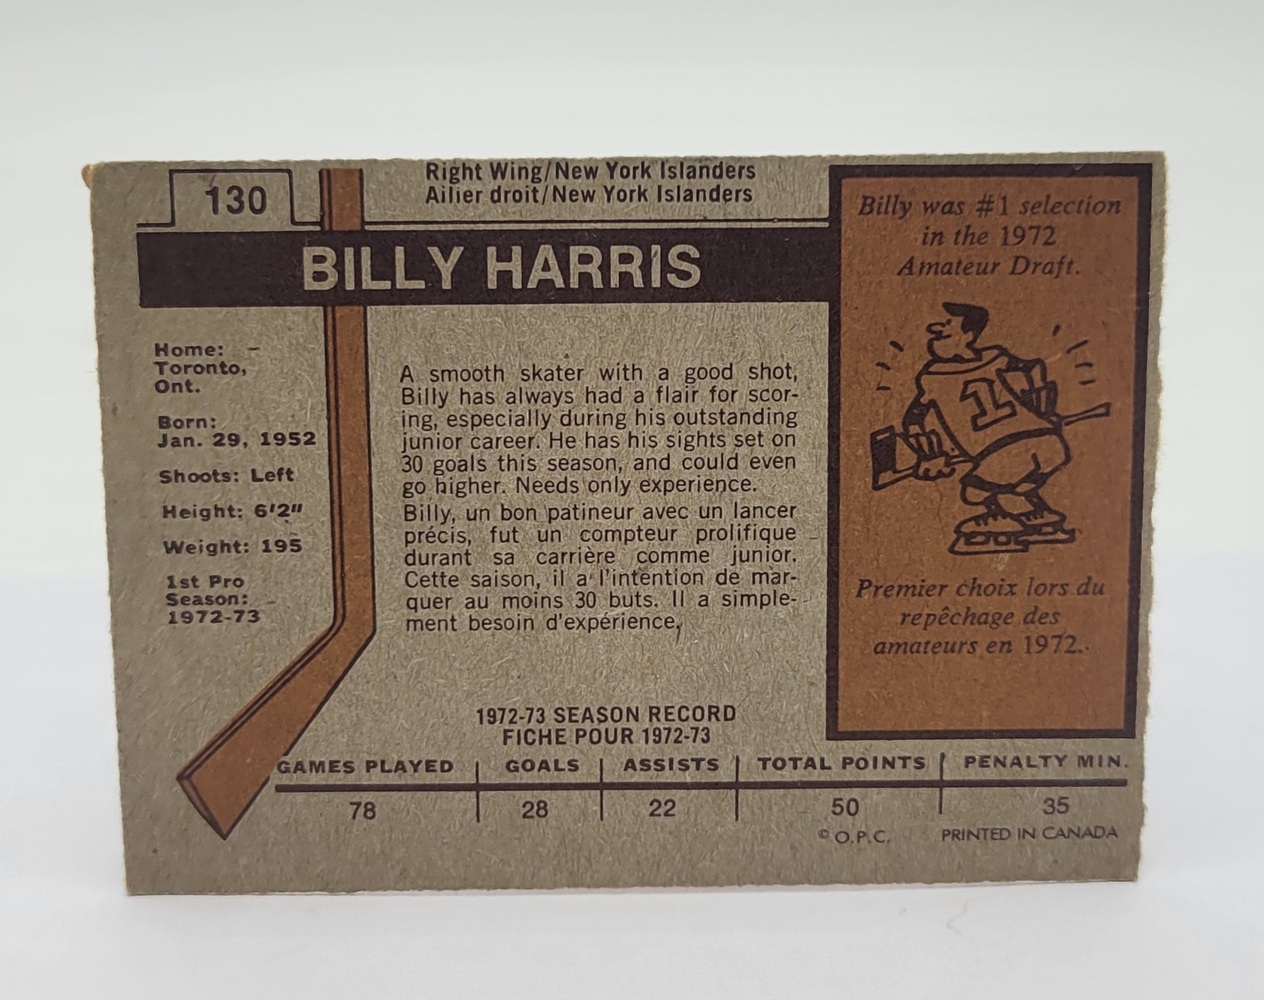 130
Right Wing/New York Islanders
Ailier droit/New York Islanders
BILLY HARRIS
Home:
Toronto,
Ont.
Born:
Jan. 29, 1952
Shoots: Left
Height: 6'2"
Weight: 195
1st Pro
Season:
1972-73
A smooth skater with a good shot,
Billy has always had a flair for scor-
ing, especially during his outstanding
junior career. He has his sights set on
30 goals this season, and could even
go higher. Needs only experience.
Billy, un bon patineur avec un lancer
précis, fut un compteur prolifique
durant sa carrière comme junior.
Cette saison, il a l'intention de mar-
quer au moins 30 buts. Il a simple-
ment besoin d'expérience.
Billy was #1 selection
in the 1972
Amateur Draft.
1
Premier choix lors du
repêchage des
amateurs en 1972.
1972-73 SEASON RECORD
FICHE POUR 1972-73
GAMES PLAYED GOALS ASSISTS TOTAL POINTS PENALTY MIN.
78 28 22 50 35
© O.P.C. PRINTED IN CANADA